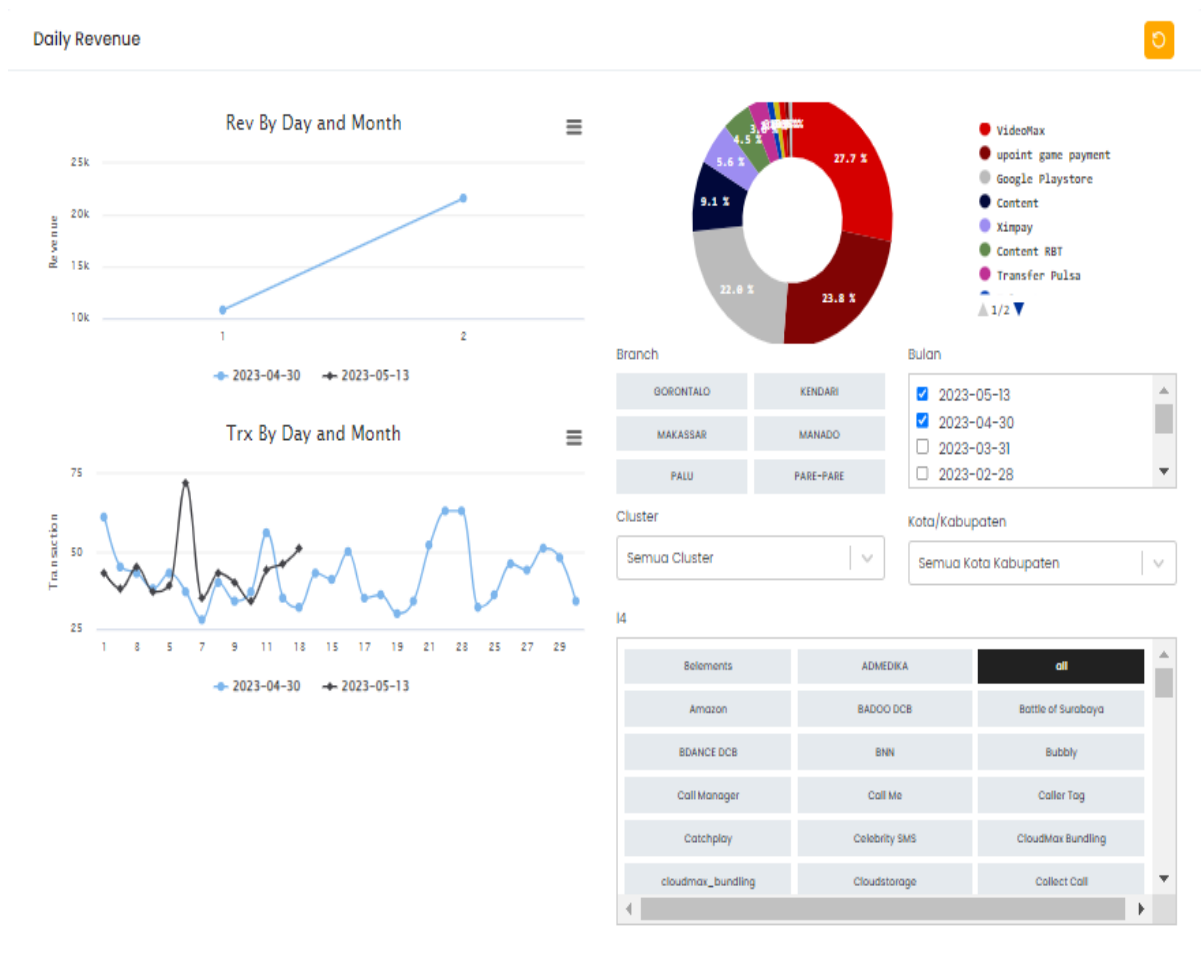 Daily Revenue
Rev By Day and Month
25k
20k
15k
10k
Revenue
1 2
2023-04-30 2023-05-13
Trx By Day and Month
75
50
25
Transaction
1 3 5 7 9 11 13 15 17 19 21 23 25 27 29
2023-04-30 2023-05-13
27.7 %
23.8 %
22.0 %
9.1 %
5.6 %
4.5 %
VideoMax
upoint game payment
Google Playstore
Content
Ximpay
Content RBT
Transfer Pulsa
1/2
Branch
GORONTALO KENDARI
MAKASSAR MANADO
PALU PARE-PARE
Bulan
2023-05-13
2023-04-30
2023-03-31
2023-02-28
Cluster
Semua Cluster
Kota/Kabupaten
Semua Kota Kabupaten
l4
8elements ADMEDIKA all
Amazon BADOO DCB Battle of Surabaya
BDANCE DCB BNN Bubbly
Call Manager Call Me Caller Tag
Catchplay Celebrity SMS CloudMax Bundling
cloudmax_bundling Cloudstorage Collect Call